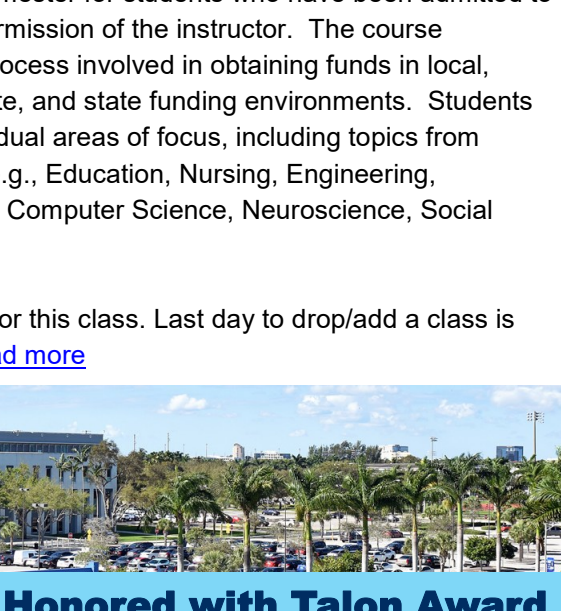 rmission of the instructor.  The course
ocess involved in obtaining funds in local,
te, and state funding environments.  Students
dual areas of focus, including topics from
.g., Education, Nursing, Engineering,
Computer Science, Neuroscience, Social
or this class. Last day to drop/add a class is
ad more
Honored with Talon Award